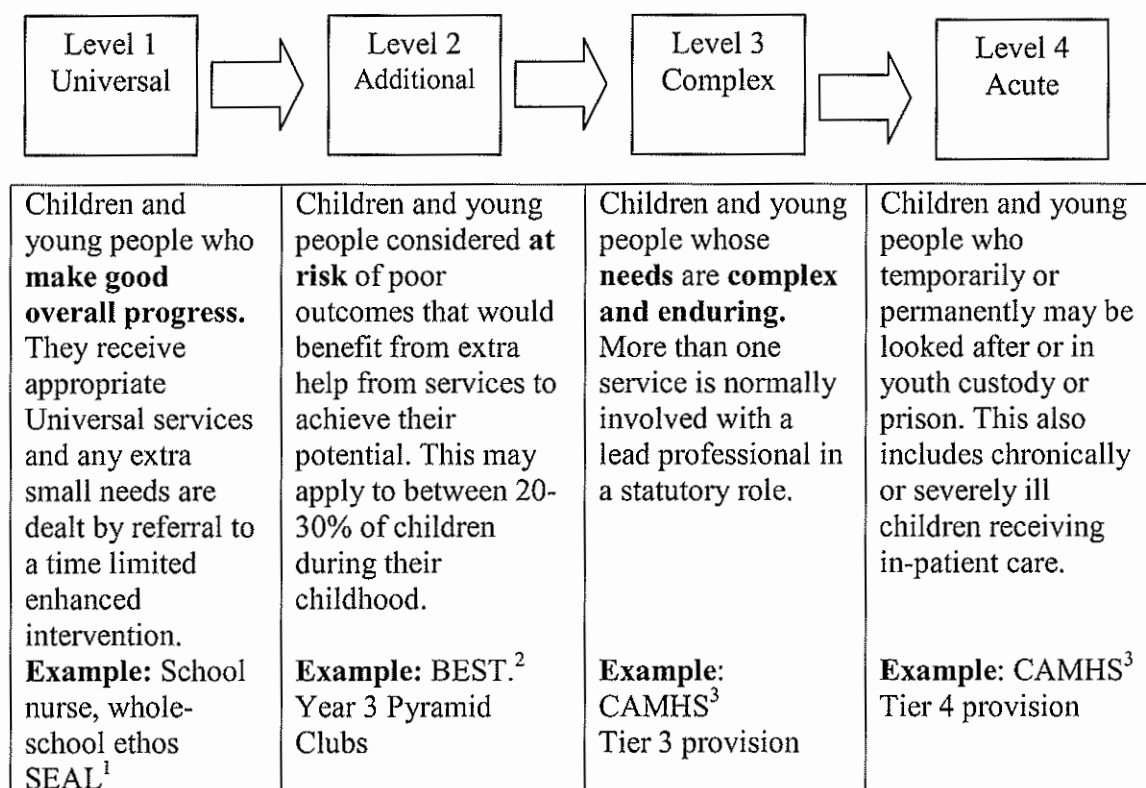 Level 1
Universal
Level 2
Additional
Level 3
Complex
Level 4
Acute
Children and
young people who
make good
overall progress.
They receive
appropriate
Universal services
and any extra
small needs are
dealt by referral to
a time limited
enhanced
intervention.
Example: School
nurse, whole-
school ethos
SEAL1
Children and young
people considered at
risk of poor
outcomes that would
benefit from extra
help from services to
achieve their
potential. This may
apply to between 20-
30% of children
during their
childhood.
Example: BEST.2
Year 3 Pyramid
Clubs
Children and young
people whose
needs are complex
and enduring.
More than one
service is normally
involved with a
lead professional in
a statutory role.
Example:
CAMHS3
Tier 3 provision
Children and young
people who
temporarily or
permanently may be
looked after or in
youth custody or
prison. This also
includes chronically
or severely ill
children receiving
in-patient care.
Example: CAMHS3
Tier 4 provision